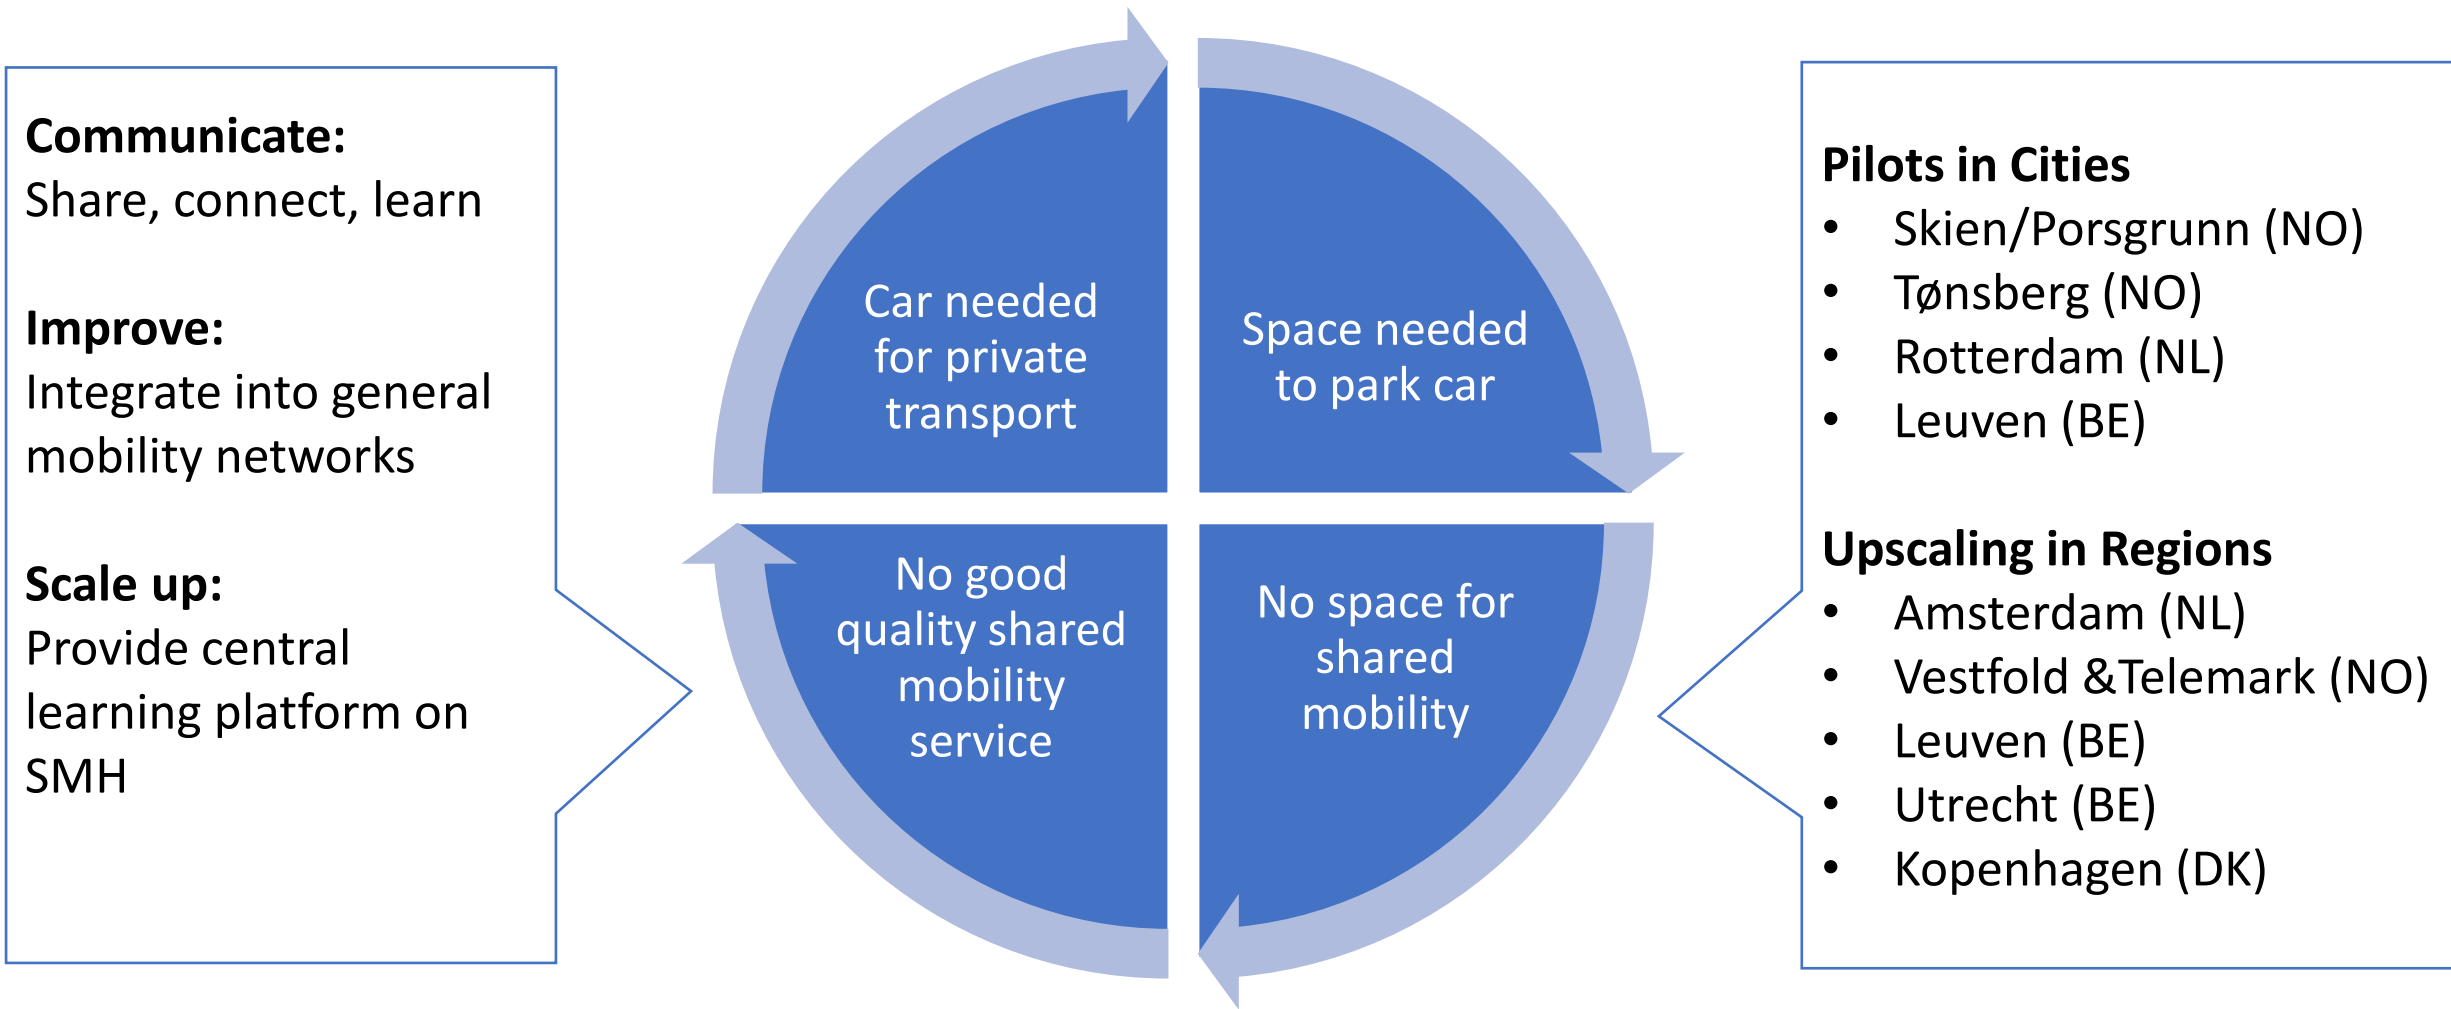 Communicate:
Share, connect, learn
Improve:
Integrate into general
mobility networks
Scale up:
Provide central
learning platform on
SMH
Car needed
for private
transport
Space needed
to park car
No good
quality shared
mobility
service
No space for
shared
mobility
Pilots in Cities
• Skien/Porsgrunn (NO)
• Tønsberg (NO)
• Rotterdam (NL)
• Leuven (BE)
Upscaling in Regions
• Amsterdam (NL)
• Vestfold &Telemark (NO)
• Leuven (BE)
• Utrecht (BE)
• Kopenhagen (DK)